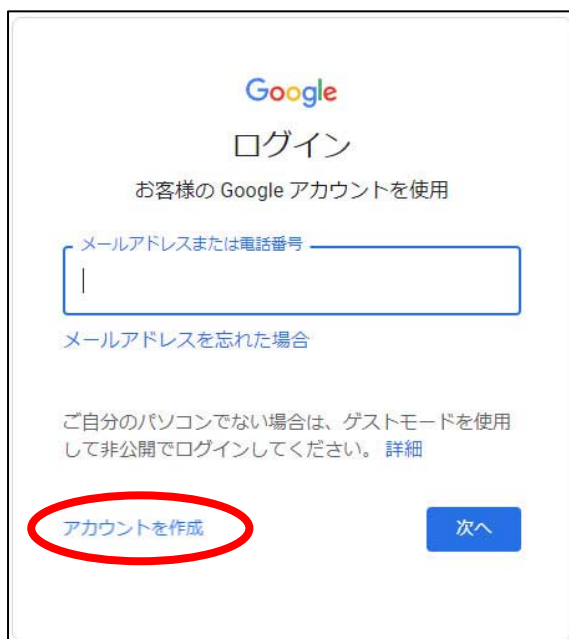 Google
ログイン
お客様の Google アカウントを使用
メールアドレスまたは電話番号
メールアドレスを忘れた場合
ご自分のパソコンでない場合は、ゲストモードを使用
して非公開でログインしてください。 詳細
アカウントを作成
次へ